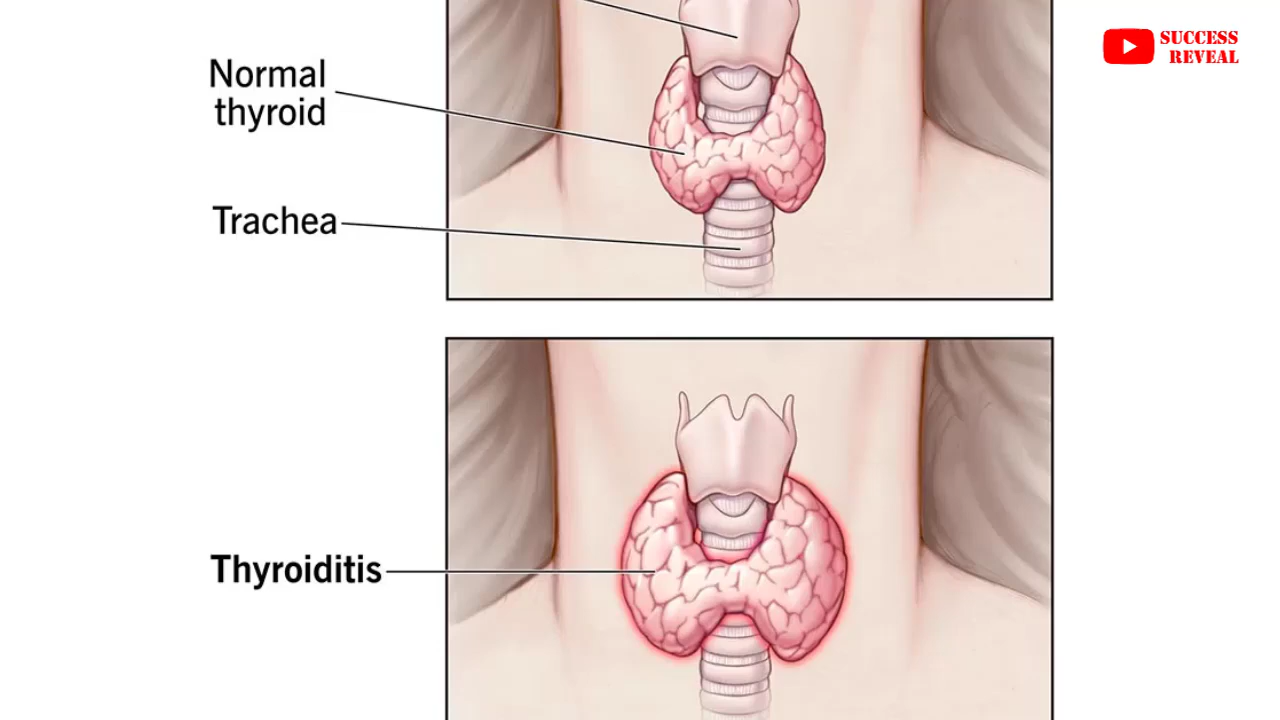 SUCCESS
REVEAL
Normal
thyroid
Trachea
Thyroiditis